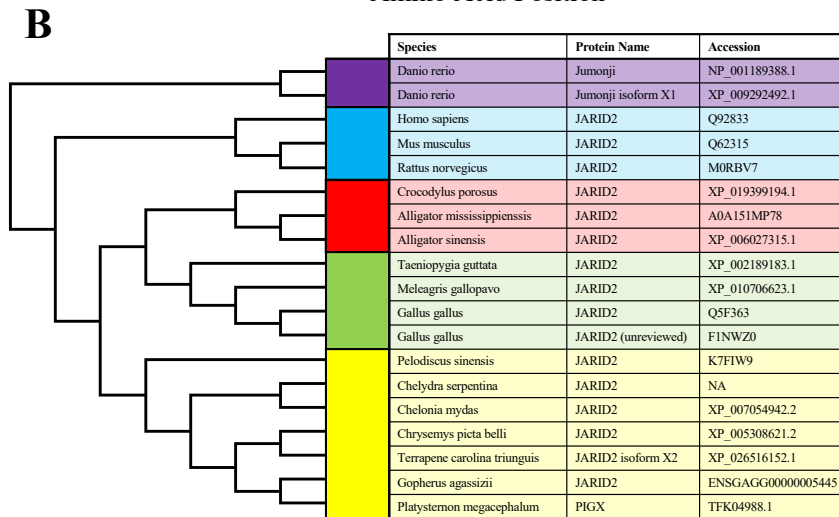 B
Species Protein Name Accession
Danio rerio Jumonji NP_001189388.1
Danio rerio Jumonji isoform X1 XP_009292492.1
Homo sapiens JARID2 Q92833
Mus musculus JARID2 Q62315
Rattus norvegicus JARID2 M0RBV7
Crocodylus porosus JARID2 XP_019399194.1
Alligator mississippienssis JARID2 A0A151MP78
Alligator sinensis JARID2 XP_006027315.1
Taeniopygia guttata JARID2 XP_002189183.1
Meleagris gallopavo JARID2 XP_010706623.1
Gallus gallus JARID2 Q5F363
Gallus gallus JARID2 (unreviewed) F1NWZ0
Pelodiscus sinensis JARID2 K7FIW9
Chelydra serpentina JARID2 NA
Chelonia mydas JARID2 XP_007054942.2
Chrysemys picta belli JARID2 XP_005308621.2
Terrapene carolina triunguis JARID2 isoform X2 XP_026516152.1
Gopherus agassizii JARID2 ENSGAGG00000005445
Platysternon megacephalum PIGX TFK04988.1